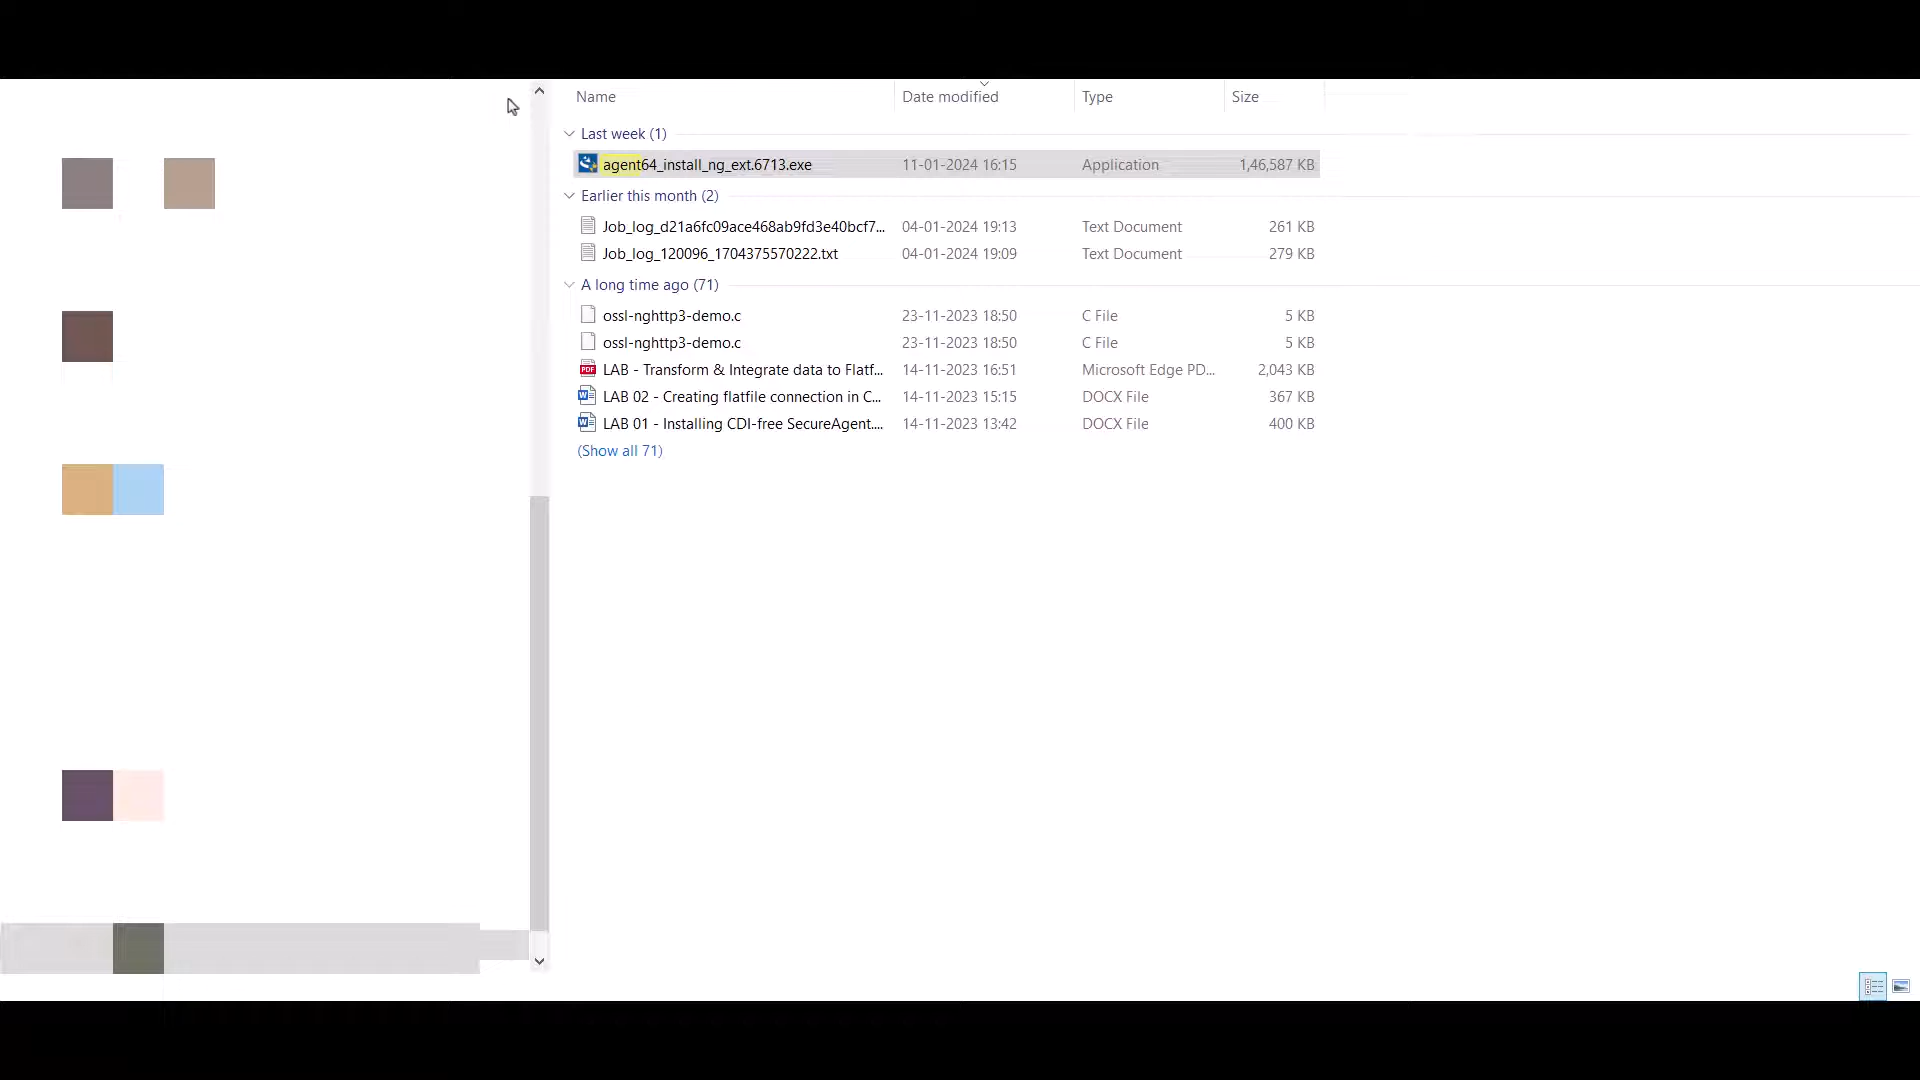 Name Date modified Type Size
Last week (1)
agent64_install_ng_ext.6713.exe 11-01-2024 16:15 Application 1,46,587 KB
Earlier this month (2)
Job_log_d21a6fc09ace468ab9fd3e40bcf7... 04-01-2024 19:13 Text Document 261 KB
Job_log_120096_1704375570222.txt 04-01-2024 19:09 Text Document 279 KB
A long time ago (71)
ossl-nghttp3-demo.c 23-11-2023 18:50 C File 5 KB
ossl-nghttp3-demo.c 23-11-2023 18:50 C File 5 KB
LAB - Transform & Integrate data to Flatf... 14-11-2023 16:51 Microsoft Edge PD... 2,043 KB
LAB 02 - Creating flatfile connection in C... 14-11-2023 15:15 DOCX File 367 KB
LAB 01 - Installing CDI-free SecureAgent.... 14-11-2023 13:42 DOCX File 400 KB
(Show all 71)